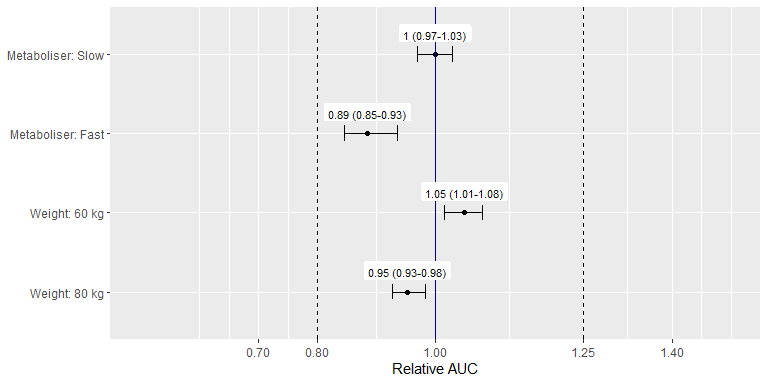 1 (0.97-1.03)
Metaboliser: Slow
0.89 (0.85-0.93)
Metaboliser: Fast
1.05 (1.01-1.08)
Weight: 60 kg
0.95 (0.93-0.98)
Weight: 80 kg
0.70 0.80 1.00 1.25 1.40
Relative AUC